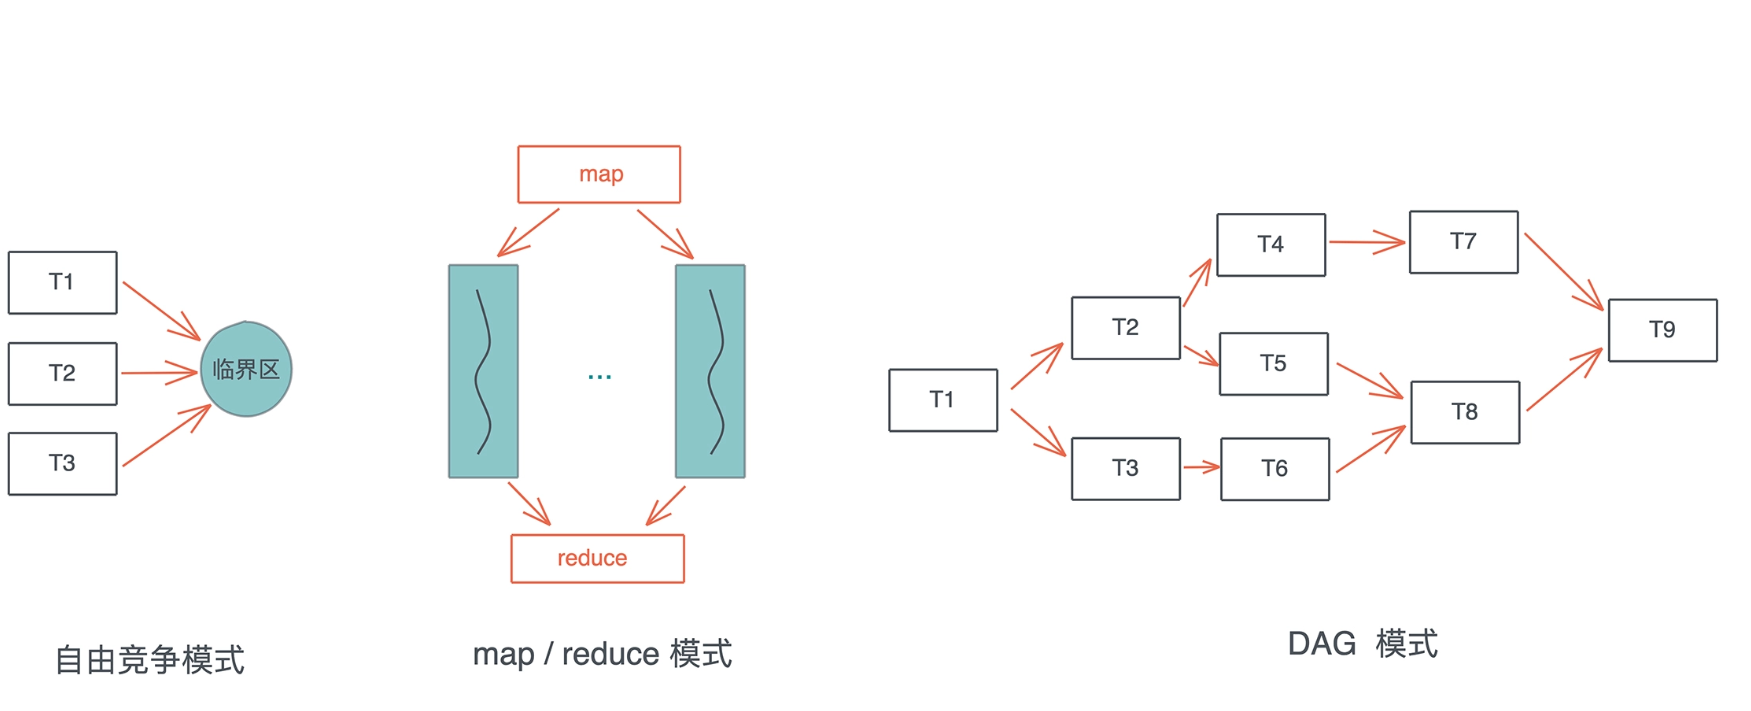 T1
T2
T3
临界区
自由竞争模式
map
...
reduce
map / reduce 模式
T1
T2
T3
T4
T5
T6
T7
T8
T9
DAG 模式